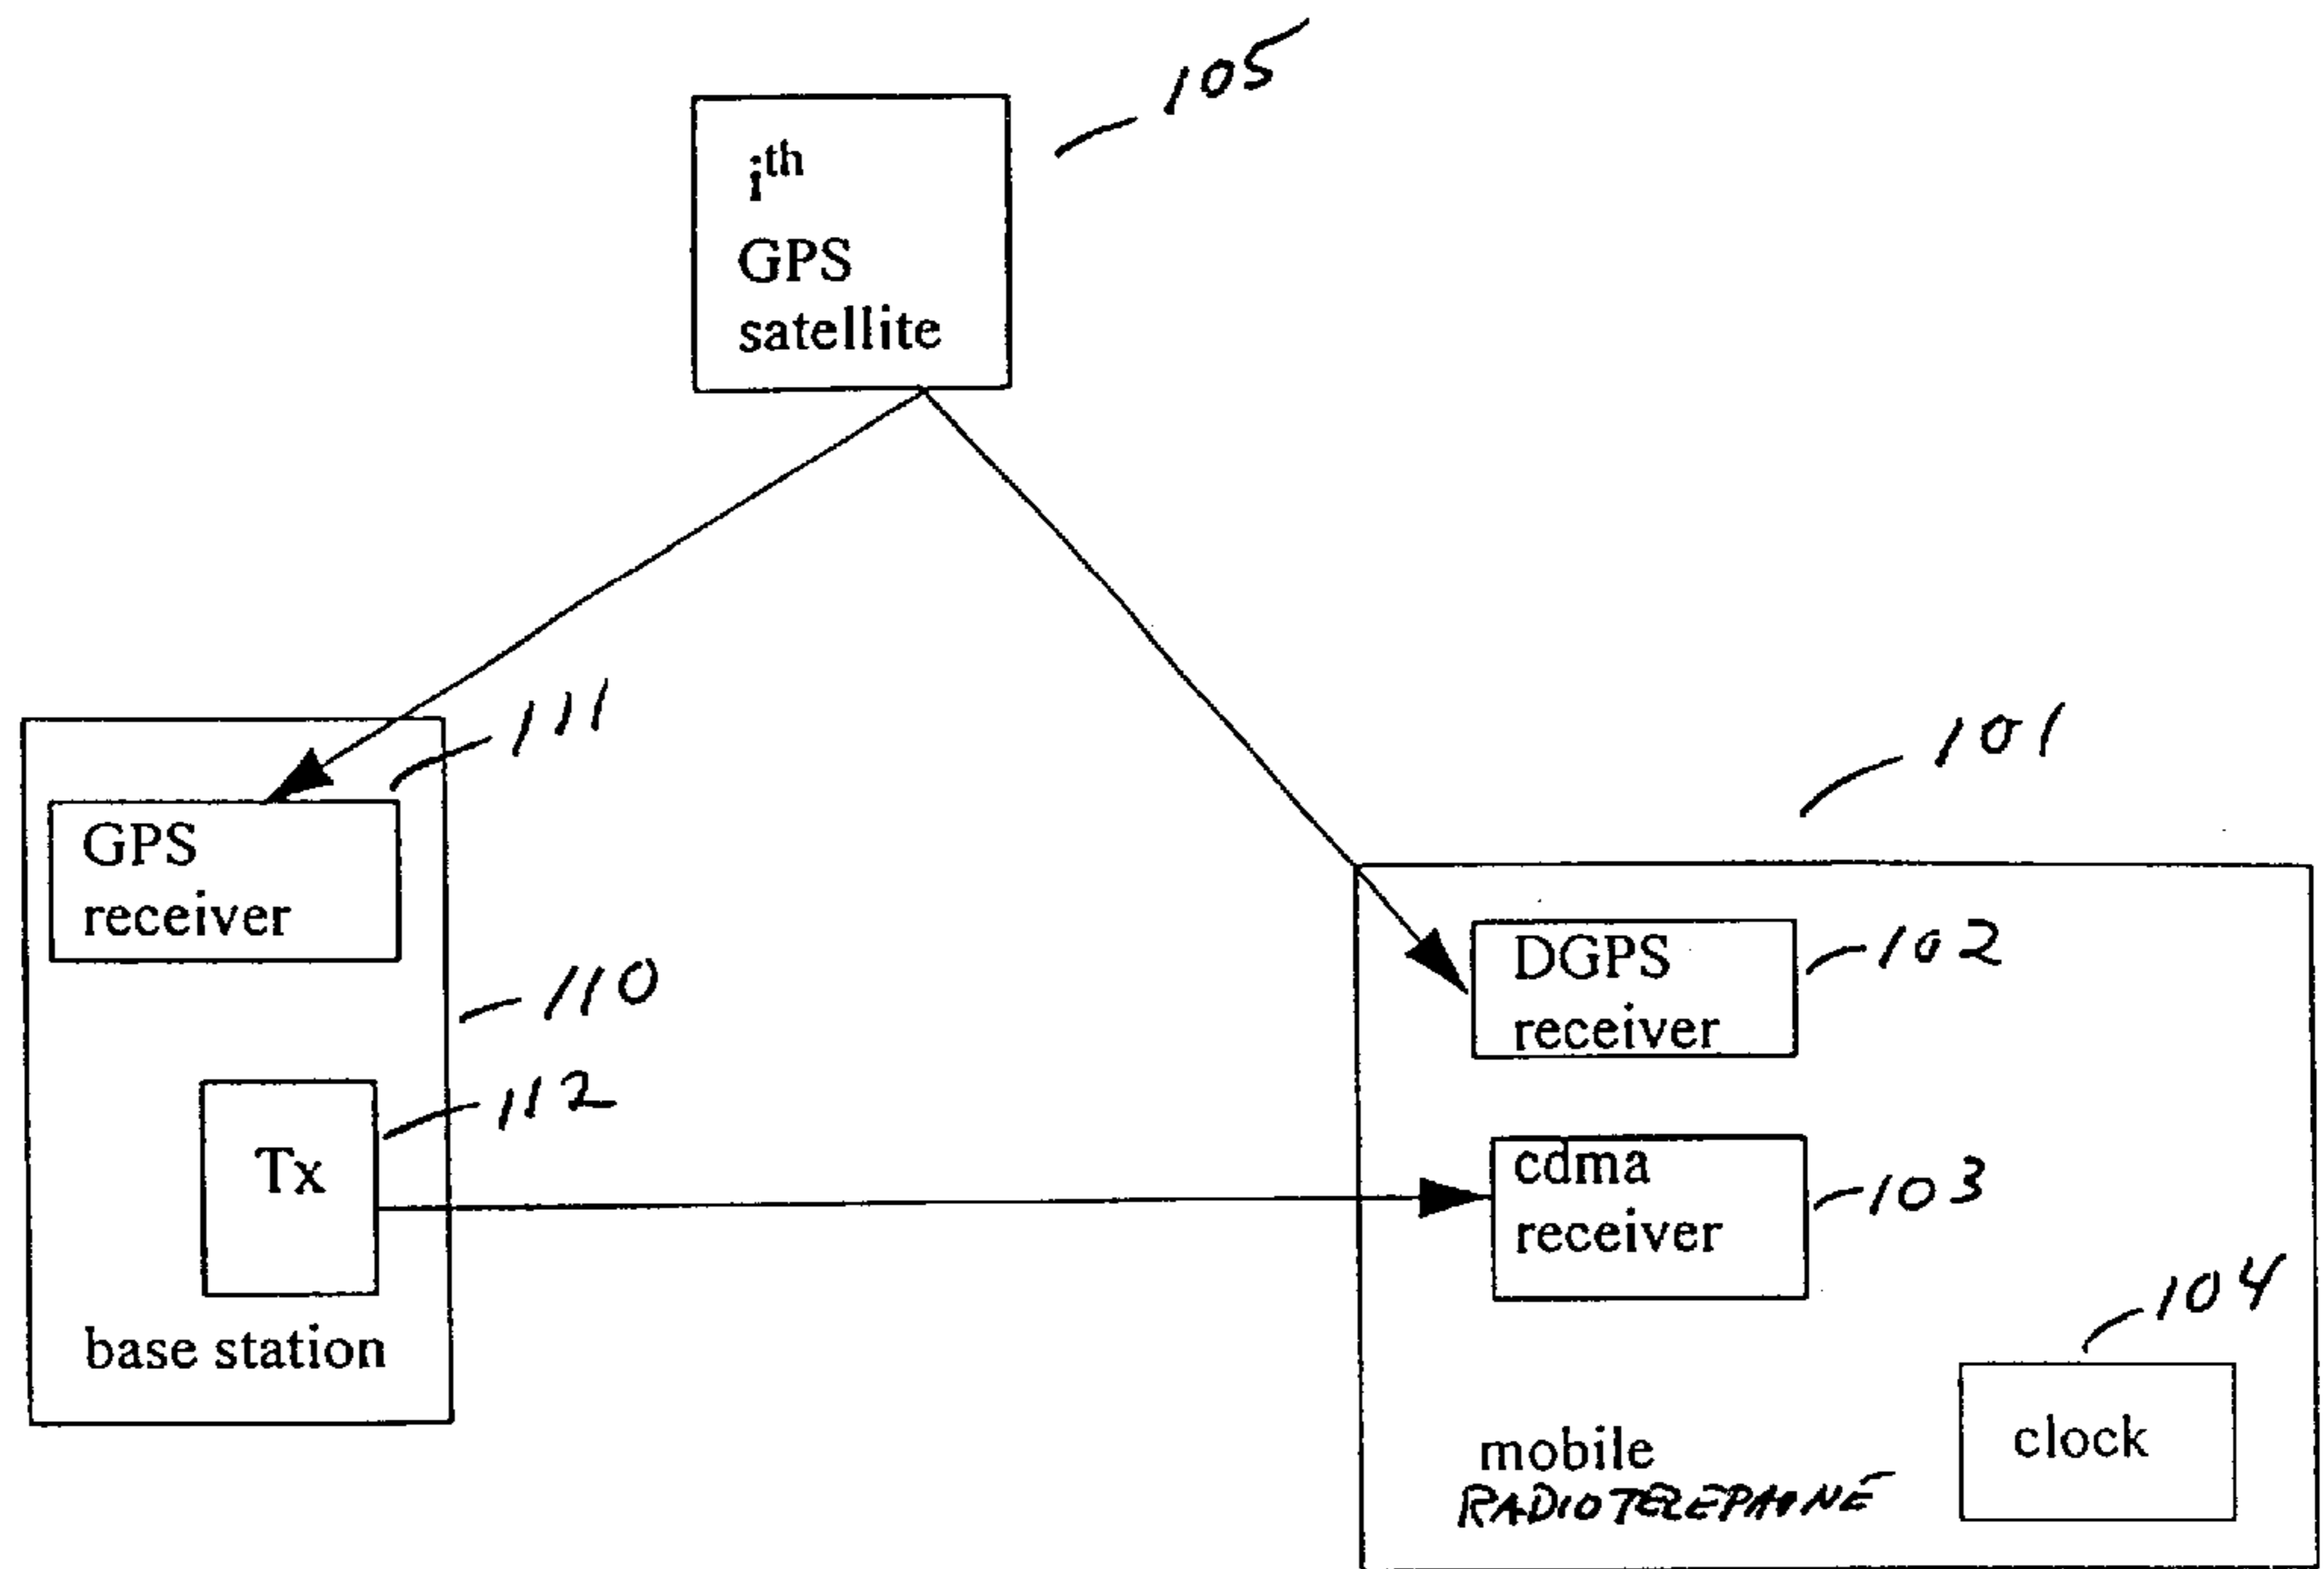 105
i^th
GPS
satellite
111
GPS
receiver
110
112
Tx
base station
101
DGPS
receiver
102
cdma
receiver
103
104
clock
mobile
RADIOTELEPHONE